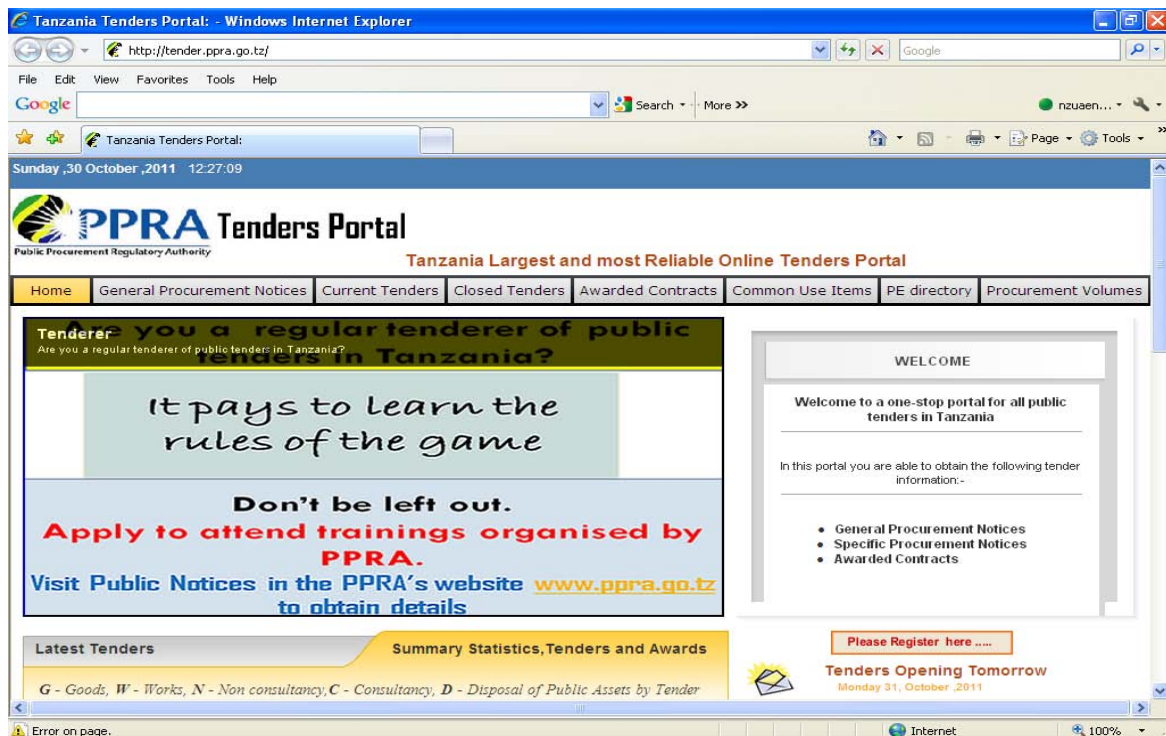 Tanzania Tenders Portal: - Windows Internet Explorer
http://tender.ppra.go.tz/
Google
File Edit View Favorites Tools Help
Google
Search
More >>
nzuaen...
Tanzania Tenders Portal:
Page
Tools
Sunday ,30 October ,2011 12:27:09
PPRA Tenders Portal
Public Procurement Regulatory Authority
Tanzania Largest and most Reliable Online Tenders Portal
Home General Procurement Notices Current Tenders Closed Tenders Awarded Contracts Common Use Items PE directory Procurement Volumes
Tenderer
Are you a regular tenderer of public tenders in Tanzania?
Are you a regular tenderer of public
tenders in Tanzania?
It pays to learn the
rules of the game
Don't be left out.
Apply to attend trainings organised by
PPRA.
Visit Public Notices in the PPRA's website www.ppra.go.tz
to obtain details
WELCOME
Welcome to a one-stop portal for all public
tenders in Tanzania
In this portal you are able to obtain the following tender
information:-
General Procurement Notices
Specific Procurement Notices
Awarded Contracts
Latest Tenders
Summary Statistics,Tenders and Awards
G - Goods, W - Works, N - Non consultancy, C - Consultancy, D - Disposal of Public Assets by Tender
Please Register here .....
Tenders Opening Tomorrow
Monday 31, October ,2011
Error on page.
Internet
100%